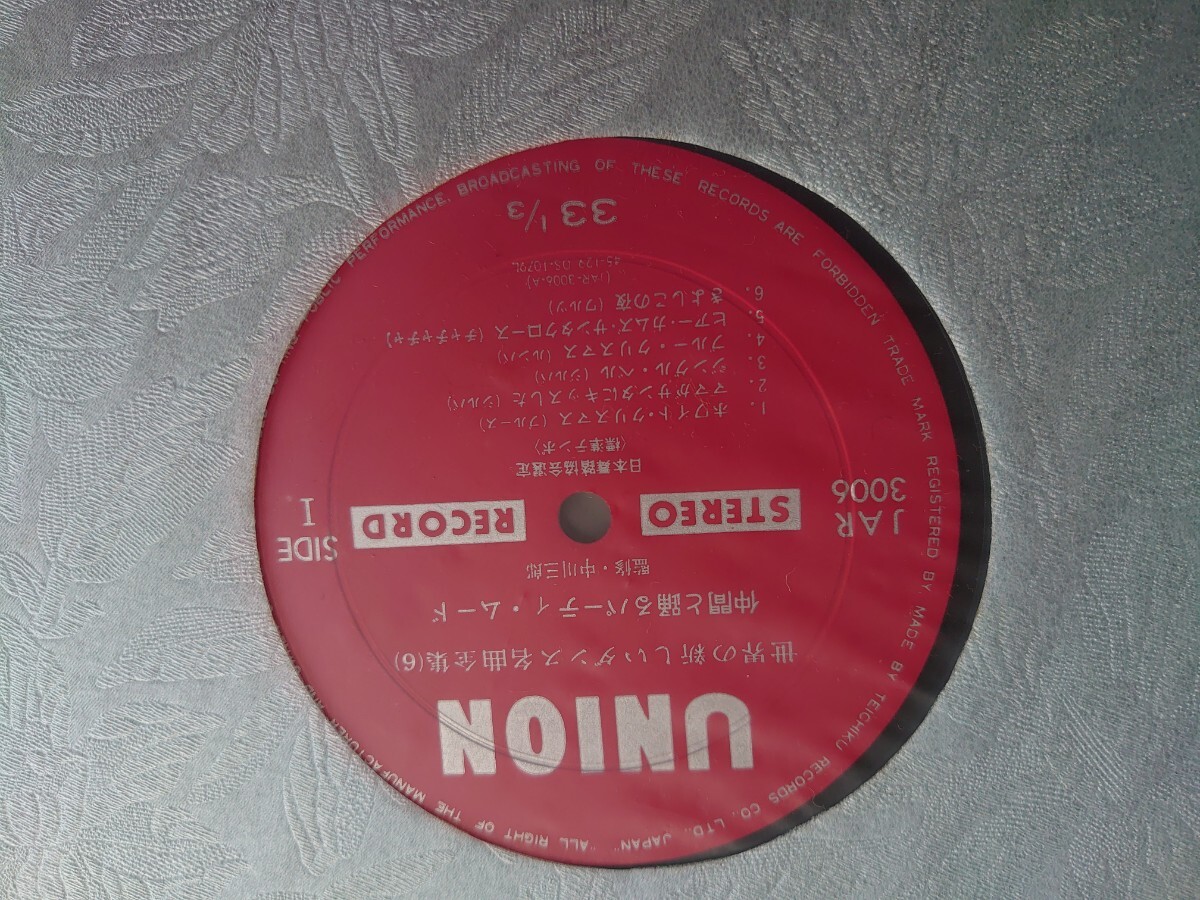 UNION
世界の新しいダンス名曲全集(6)
仲間と踊るパーティ・ムード
監修・中川三郎
STEREO RECORD
JAR
3006
SIDE
I
日本舞踏協会選定
〈標準テンポ〉
1. ホワイト・クリスマス (ブルース)
2. ママがサンタにキッスした (ジルバ)
3. ジングル・ベル (ジルバ)
4. ブルー・クリスマス (ルンバ)
5. ヒアー・カムズ・サンタクロース (チャチャチャ)
6. きよしこの夜 (ワルツ)
(JAR-3006-A)
33 1/3
TRADE MARK REGISTERED BY MADE BY TEICHIKU RECORDS CO., LTD., JAPAN "ALL RIGHT OF THE MANUFACTURER AND PUBLIC PERFORMANCE, BROADCASTING OF THESE RECORDS ARE FORBIDDEN